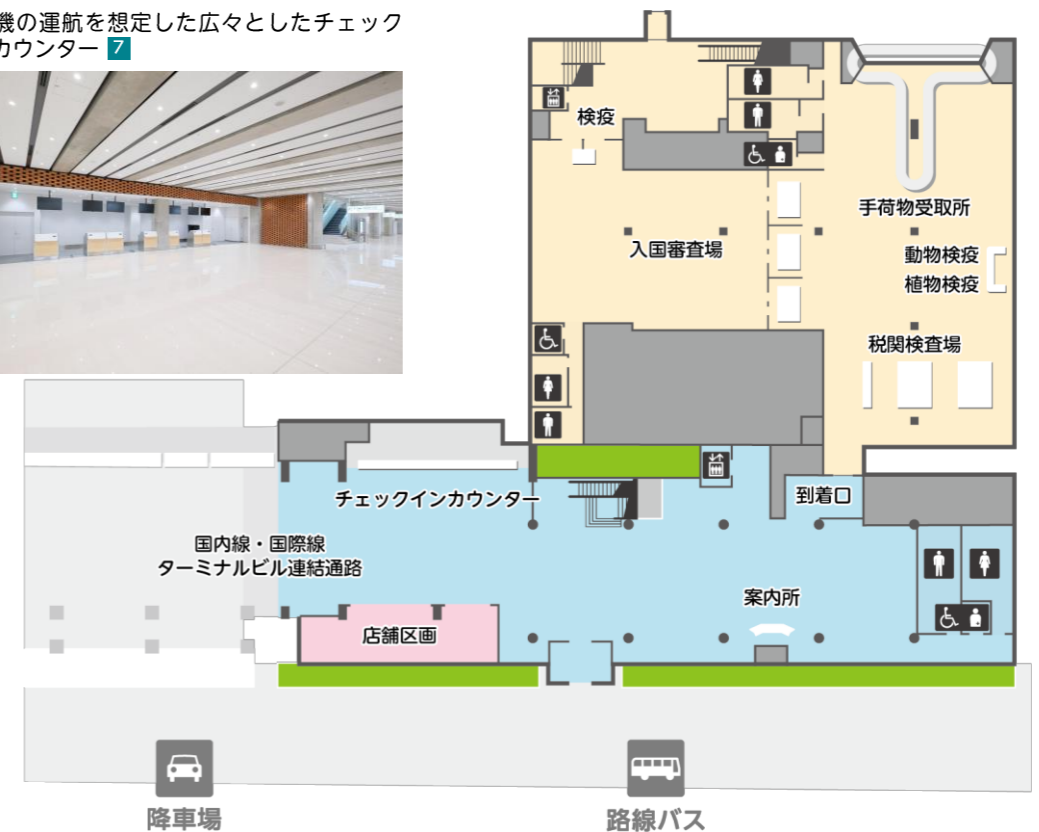 機の運航を想定した広々としたチェック
カウンター 7
検疫
手荷物受取所
入国審査場
動物検疫
植物検疫
税関検査場
チェックインカウンター
到着口
国内線・国際線
ターミナルビル連結通路
案内所
店舗区画
降車場
路線バス